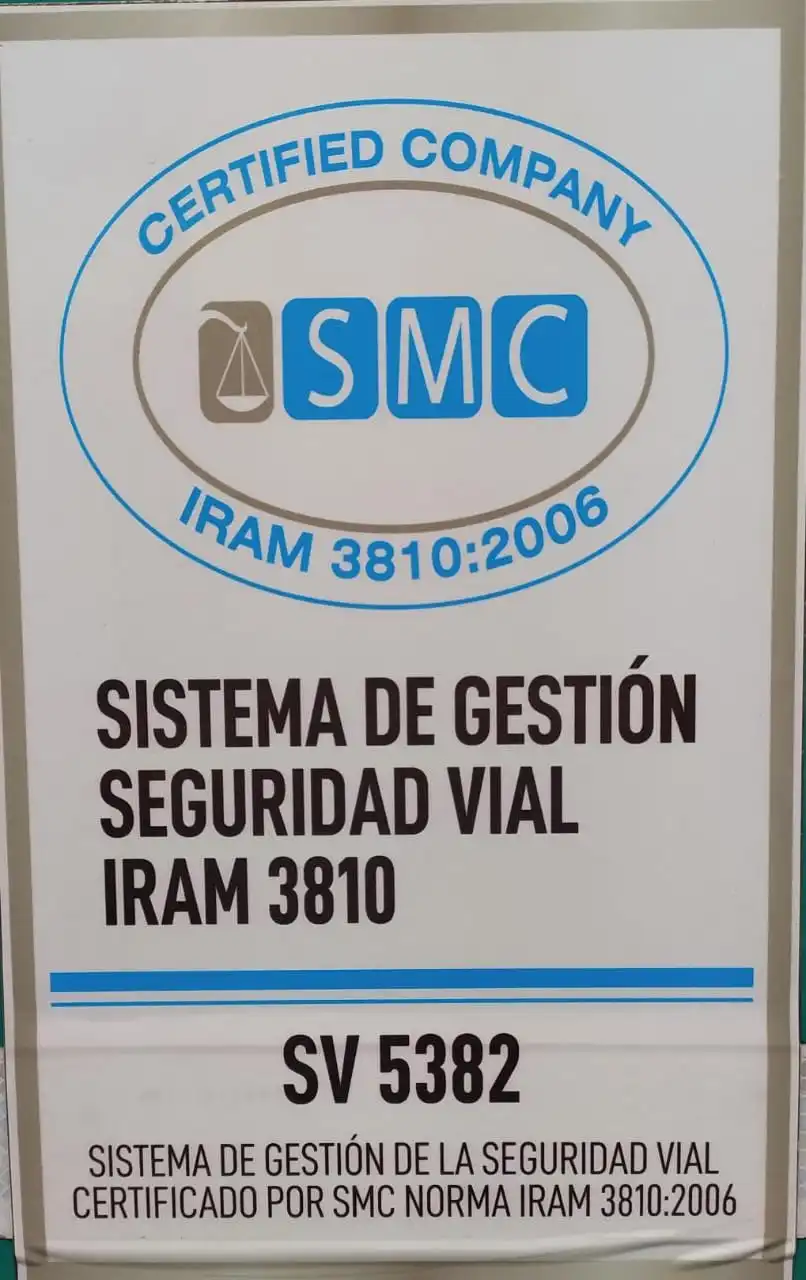 CERTIFIED COMPANY
SMC
IRAM 3810:2006
SISTEMA DE GESTIÓN
SEGURIDAD VIAL
IRAM 3810
SV 5382
SISTEMA DE GESTIÓN DE LA SEGURIDAD VIAL
CERTIFICADO POR SMC NORMA IRAM 3810:2006